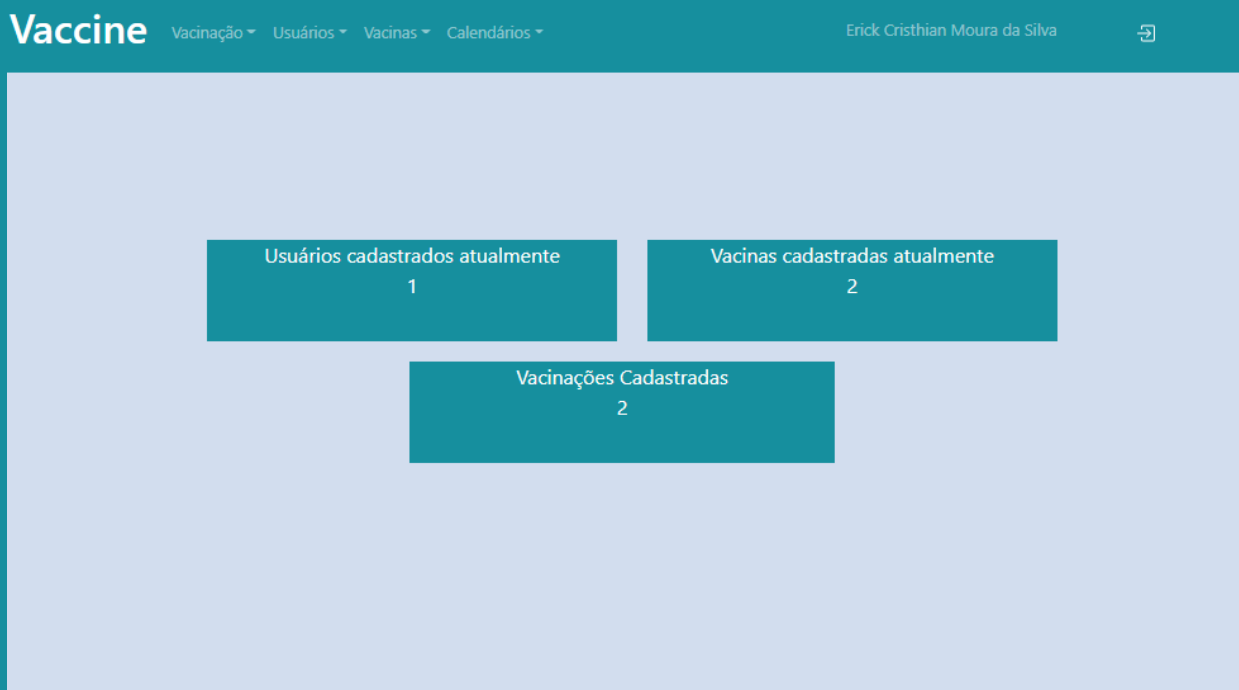 Vaccine Vacinação Usuários Vacinas Calendários Erick Cristhian Moura da Silva
Usuários cadastrados atualmente
1
Vacinas cadastradas atualmente
2
Vacinações Cadastradas
2